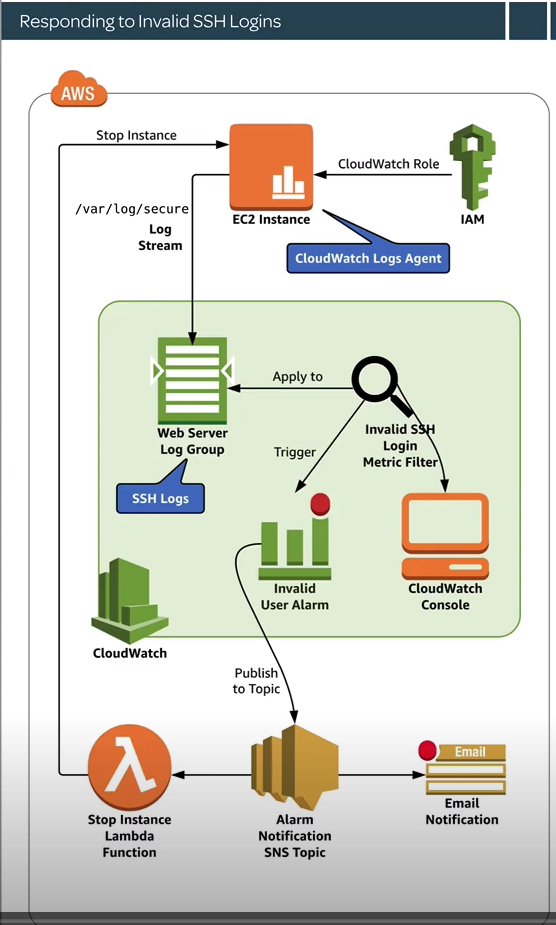 Responding to Invalid SSH Logins
AWS
Stop Instance
CloudWatch Role
/var/log/secure
Log
Stream
EC2 Instance
IAM
CloudWatch Logs Agent
Apply to
Web Server
Log Group
Invalid SSH
Login
Metric Filter
Trigger
SSH Logs
Invalid
User Alarm
CloudWatch
Console
CloudWatch
Publish
to Topic
Email
Stop Instance
Lambda
Function
Alarm
Notification
SNS Topic
Email
Notification